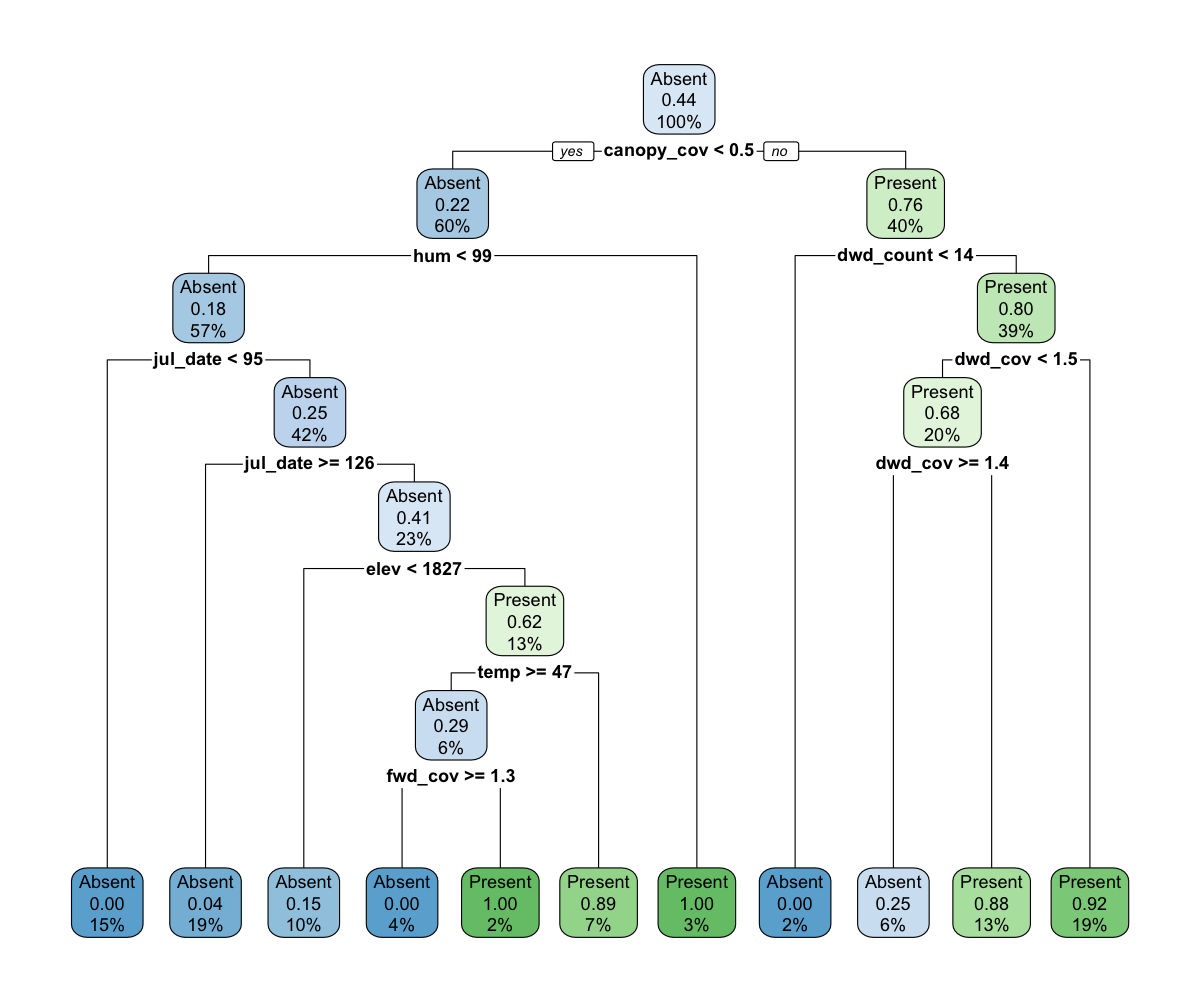 Absent
0.44
100%
yes canopy_cov < 0.5 no
Absent
0.22
60%
Present
0.76
40%
hum < 99
dwd_count < 14
Absent
0.18
57%
Present
0.80
39%
jul_date < 95
dwd_cov < 1.5
Absent
0.25
42%
Present
0.68
20%
jul_date >= 126
dwd_cov >= 1.4
Absent
0.41
23%
elev < 1827
Present
0.62
13%
temp >= 47
Absent
0.29
6%
fwd_cov >= 1.3
Absent
0.00
15%
Absent
0.04
19%
Absent
0.15
10%
Absent
0.00
4%
Present
1.00
2%
Present
0.89
7%
Present
1.00
3%
Absent
0.00
2%
Absent
0.25
6%
Present
0.88
13%
Present
0.92
19%